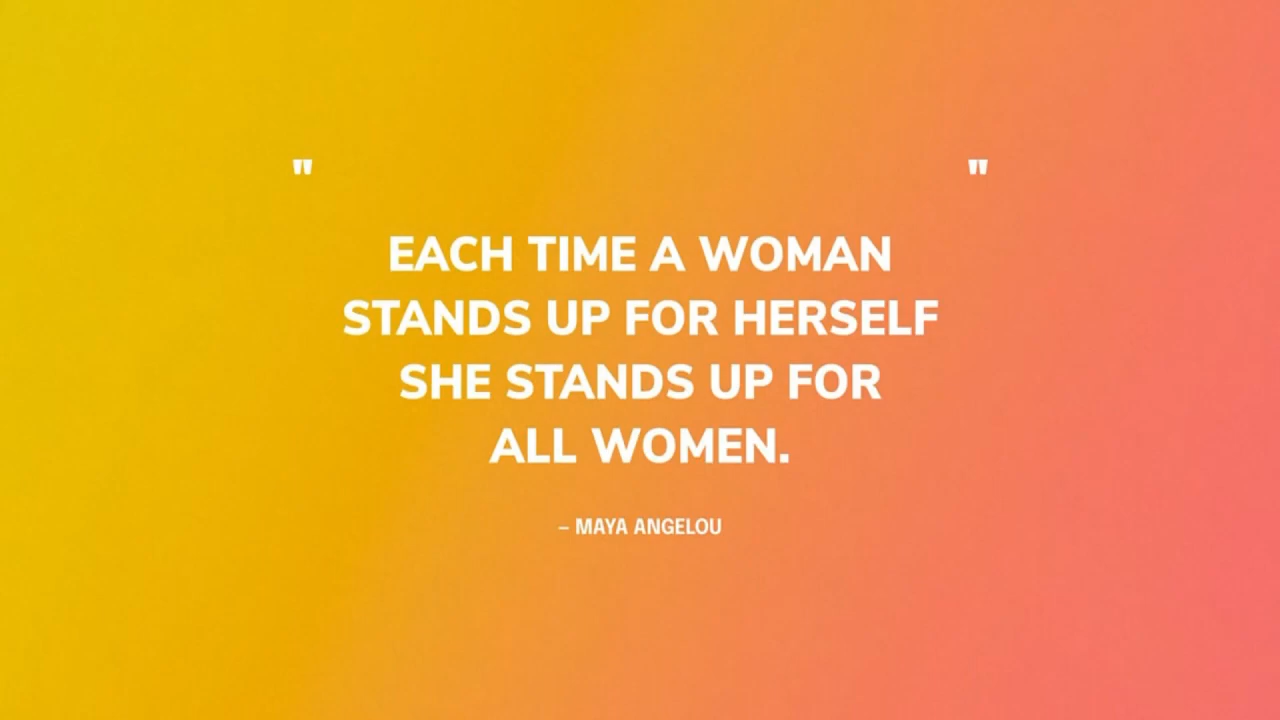 " "
EACH TIME A WOMAN
STANDS UP FOR HERSELF
SHE STANDS UP FOR
ALL WOMEN.
– MAYA ANGELOU